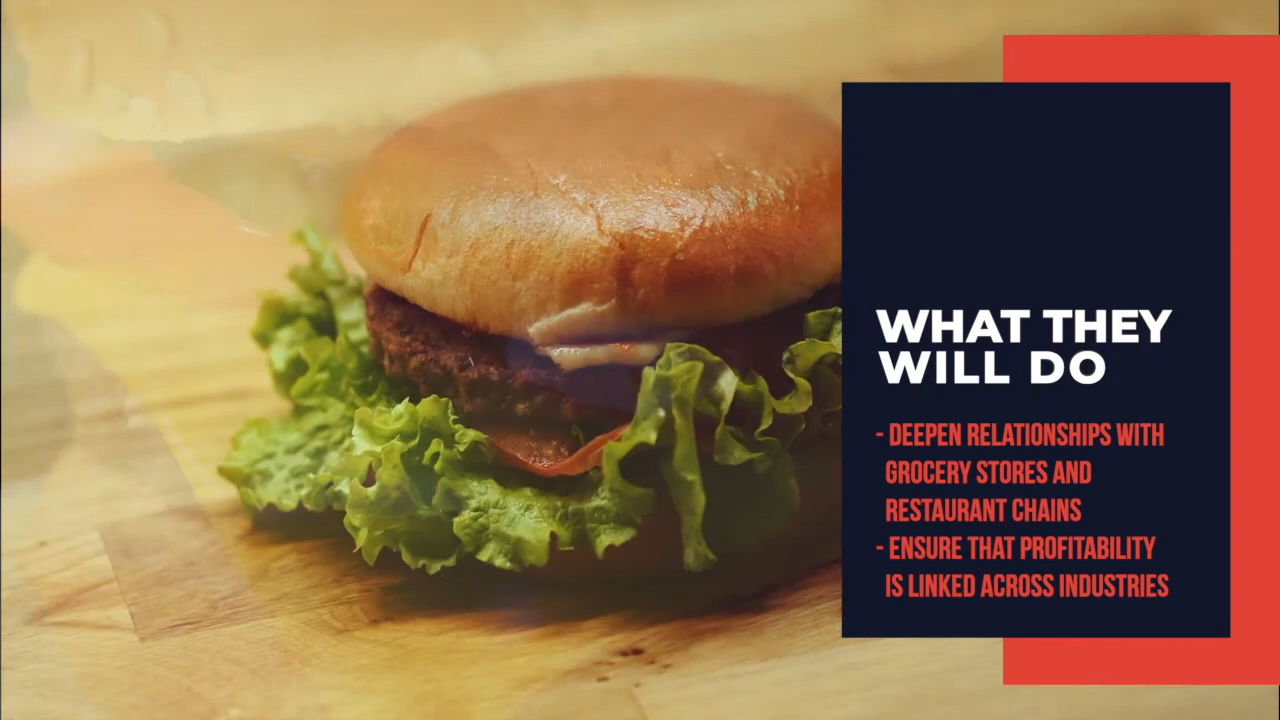 WHAT THEY
WILL DO
- DEEPEN RELATIONSHIPS WITH
GROCERY STORES AND
RESTAURANT CHAINS
- ENSURE THAT PROFITABILITY
IS LINKED ACROSS INDUSTRIES